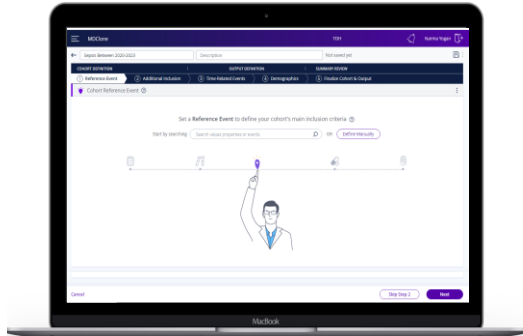 MDClone
TGH
Sepsis Between 2020-2023
Description
Not saved yet
COHORT DEFINITION
OUTPUT DEFINITION
SUMMARY REVIEW
1 Reference Event
2 Additional Inclusion
3 Time-Related Events
4 Demographics
5 Finalize Cohort & Output
Cohort Reference Event
Set a Reference Event to define your cohort's main inclusion criteria
Start by searching
Search values, properties or events
or
Define Manually
Cancel
Skip Step 2
Next
MacBook